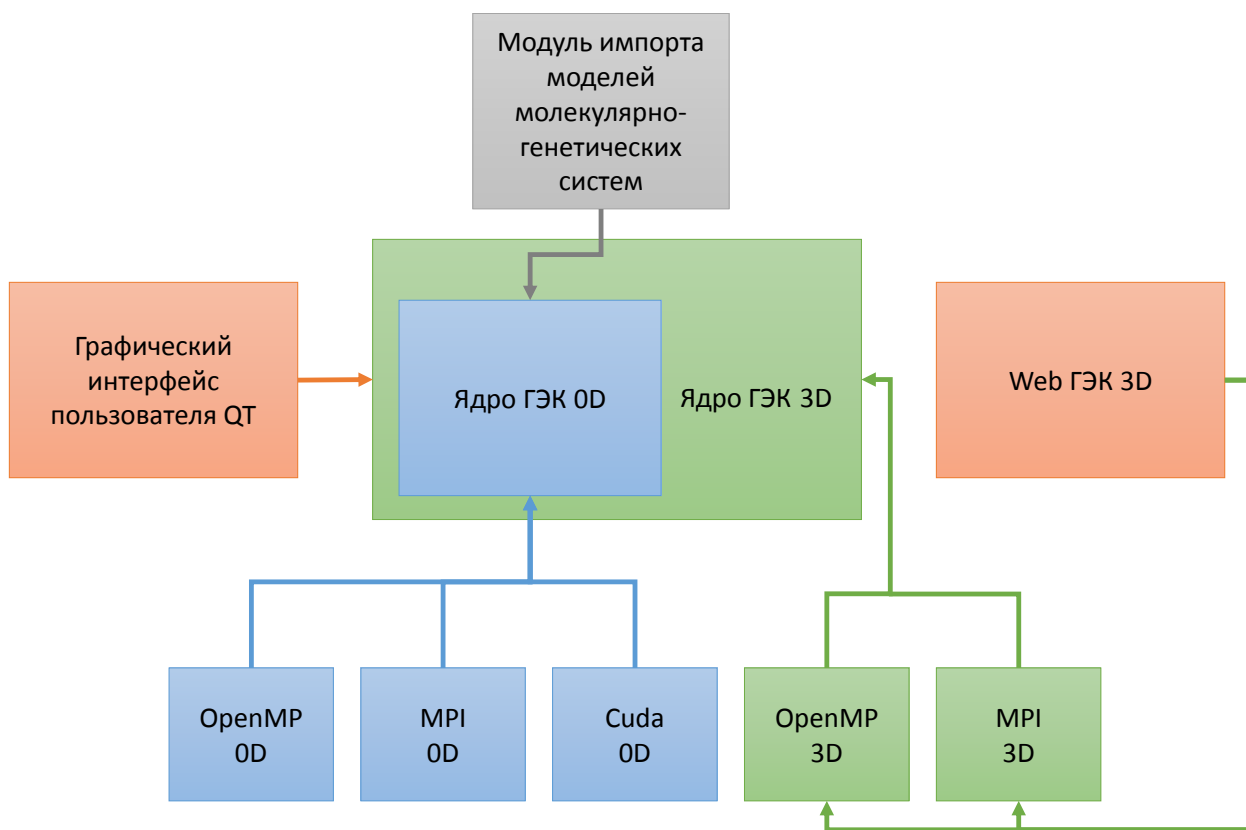 Модуль импорта
моделей
молекулярно-
генетических
систем
Графический
интерфейс
пользователя QT
Ядро ГЭК 0D
Ядро ГЭК 3D
Web ГЭК 3D
OpenMP
0D
MPI
0D
Cuda
0D
OpenMP
3D
MPI
3D